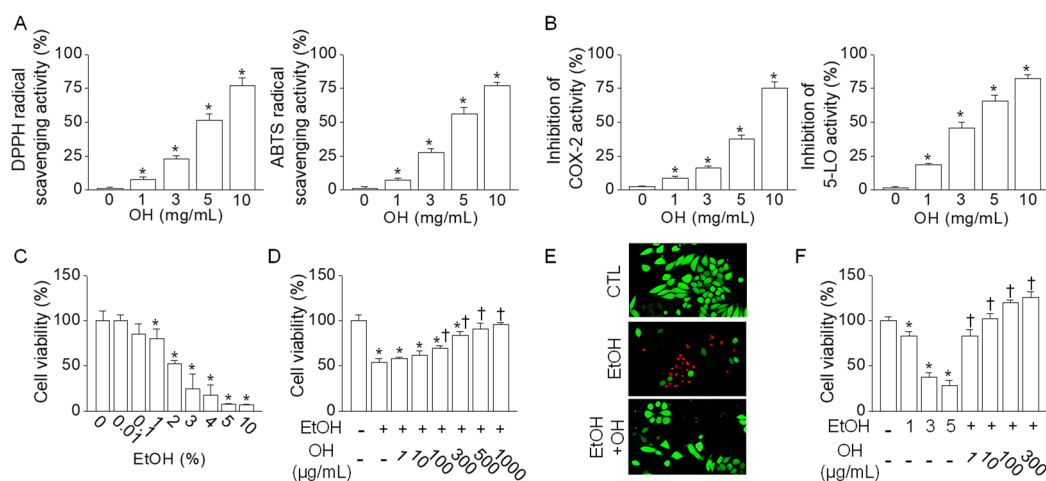 A
DPPH radical
scavenging activity (%)
100
75
50
25
0
*
*
*
*
0 1 3 5 10
OH (mg/mL)
ABTS radical
scavenging activity (%)
100
75
50
25
0
*
*
*
*
0 1 3 5 10
OH (mg/mL)
B
Inhibition of
COX-2 activity (%)
100
75
50
25
0
*
*
*
*
0 1 3 5 10
OH (mg/mL)
Inhibition of
5-LO activity (%)
100
75
50
25
0
*
*
*
*
0 1 3 5 10
OH (mg/mL)
C
Cell viability (%)
150
100
50
0
* * * * * *
0 0.01 0.1 1 2 3 4 5 10
EtOH (%)
D
Cell viability (%)
150
100
50
0
* * * *† *† † †
EtOH - + + + + + + +
OH
(µg/mL) - - 1 10 100 300 500 1000
E
CTL
EtOH
EtOH
+OH
F
Cell viability (%)
150
100
50
0
* * * † † † †
EtOH - 1 3 5 + + + +
OH
(µg/mL) - - - - 1 10 100 300